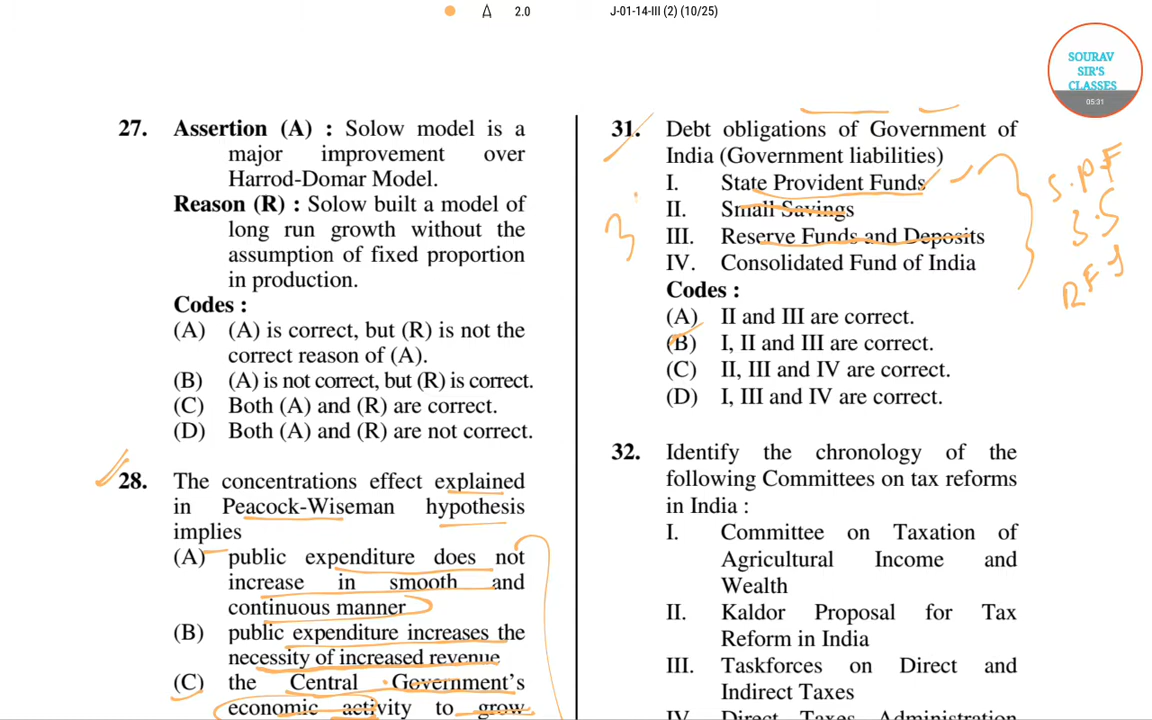 2.0
J-01-14-III (2) (10/25)
SOURAV
SIR'S
CLASSES
05:31
27. Assertion (A) : Solow model is a
major improvement over
Harrod-Domar Model.
Reason (R) : Solow built a model of
long run growth without the
assumption of fixed proportion
in production.
Codes :
(A) (A) is correct, but (R) is not the
correct reason of (A).
(B) (A) is not correct, but (R) is correct.
(C) Both (A) and (R) are correct.
(D) Both (A) and (R) are not correct.
28. The concentrations effect explained
in Peacock-Wiseman hypothesis
implies
(A) public expenditure does not
increase in smooth and
continuous manner
(B) public expenditure increases the
necessity of increased revenue
(C) the Central Government's
economic activity to grow
31. Debt obligations of Government of
India (Government liabilities)
I. State Provident Funds
II. Small Savings
III. Reserve Funds and Deposits
IV. Consolidated Fund of India
Codes :
(A) II and III are correct.
(B) I, II and III are correct.
(C) II, III and IV are correct.
(D) I, III and IV are correct.
3
S.P.F
S.S
RF
32. Identify the chronology of the
following Committees on tax reforms
in India :
I. Committee on Taxation of
Agricultural Income and
Wealth
II. Kaldor Proposal for Tax
Reform in India
III. Taskforces on Direct and
Indirect Taxes
IV. Direct Taxes Administration